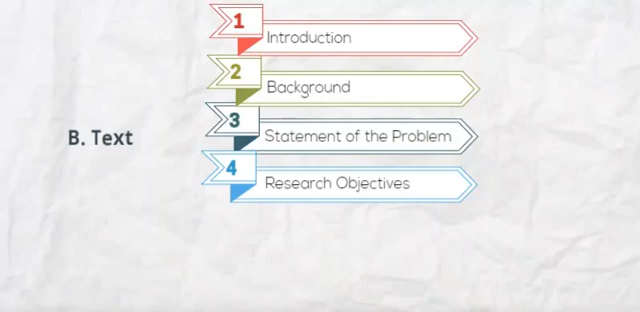 B. Text
1 Introduction
2 Background
3 Statement of the Problem
4 Research Objectives